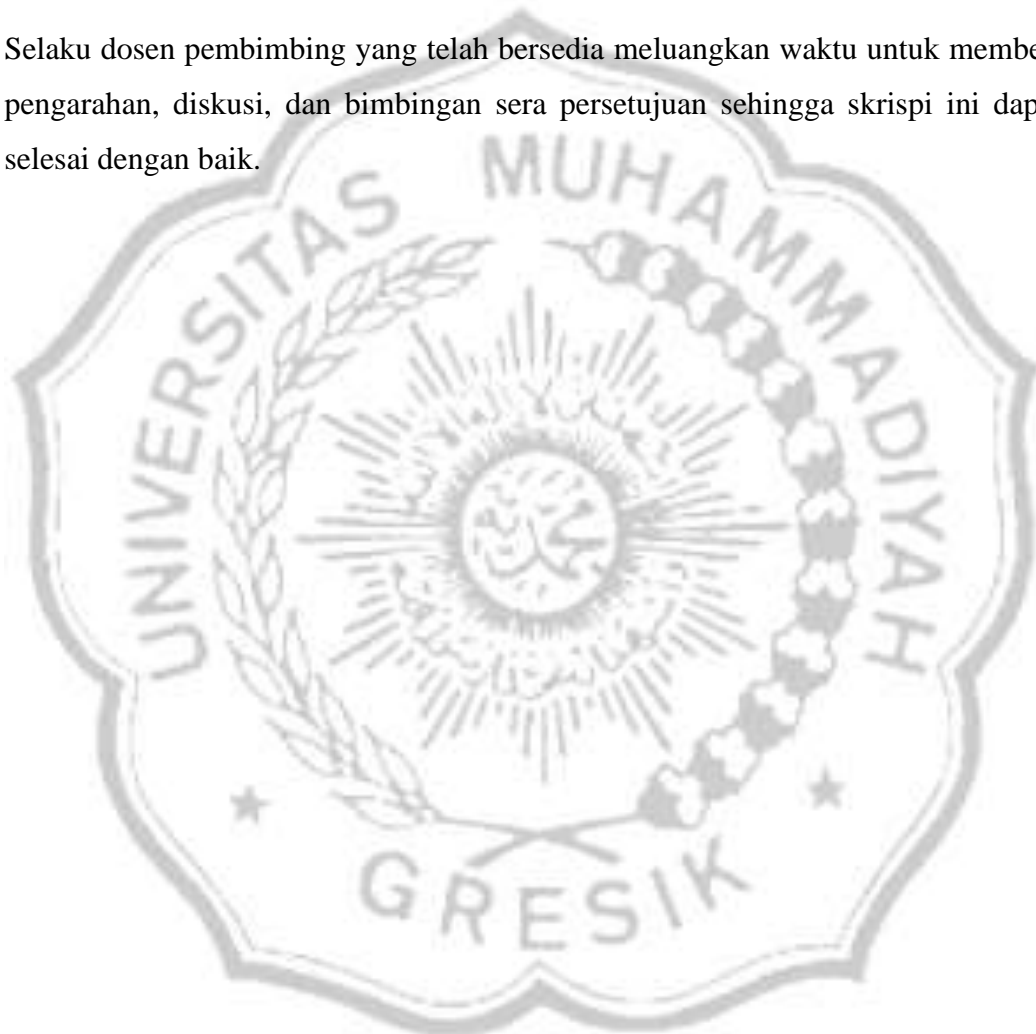 Selaku dosen pembimbing yang telah bersedia meluangkan waktu untuk membe
pengarahan, diskusi, dan bimbingan sera persetujuan sehingga skripsi ini dap
selesai dengan baik.
UNIVERSITAS MUHAMMADIYAH
GRESIK